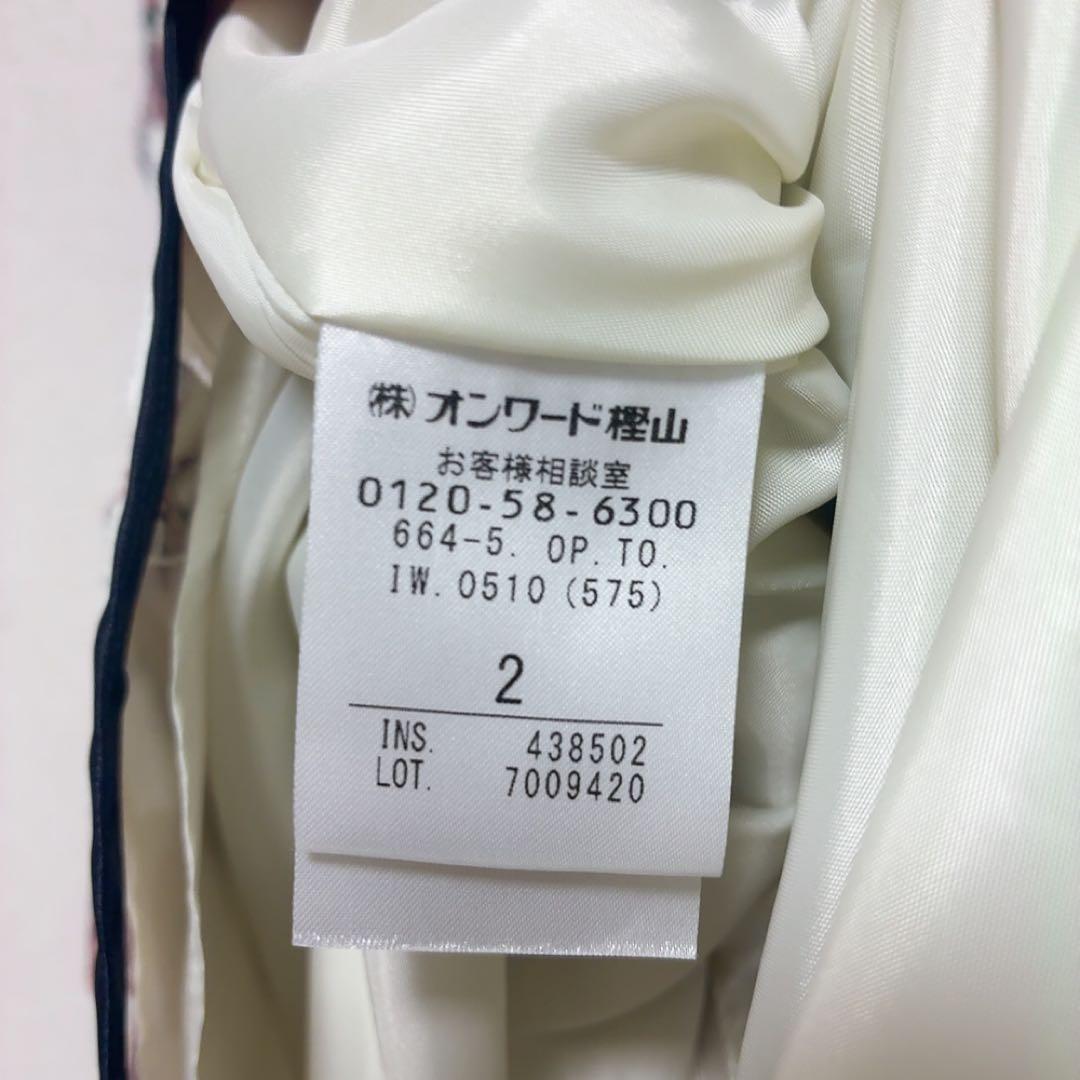 (株)オンワード樫山
お客様相談室
0120-58-6300
664-5. OP. TO.
IW. 0510 (575)
2
INS. 438502
LOT. 7009420